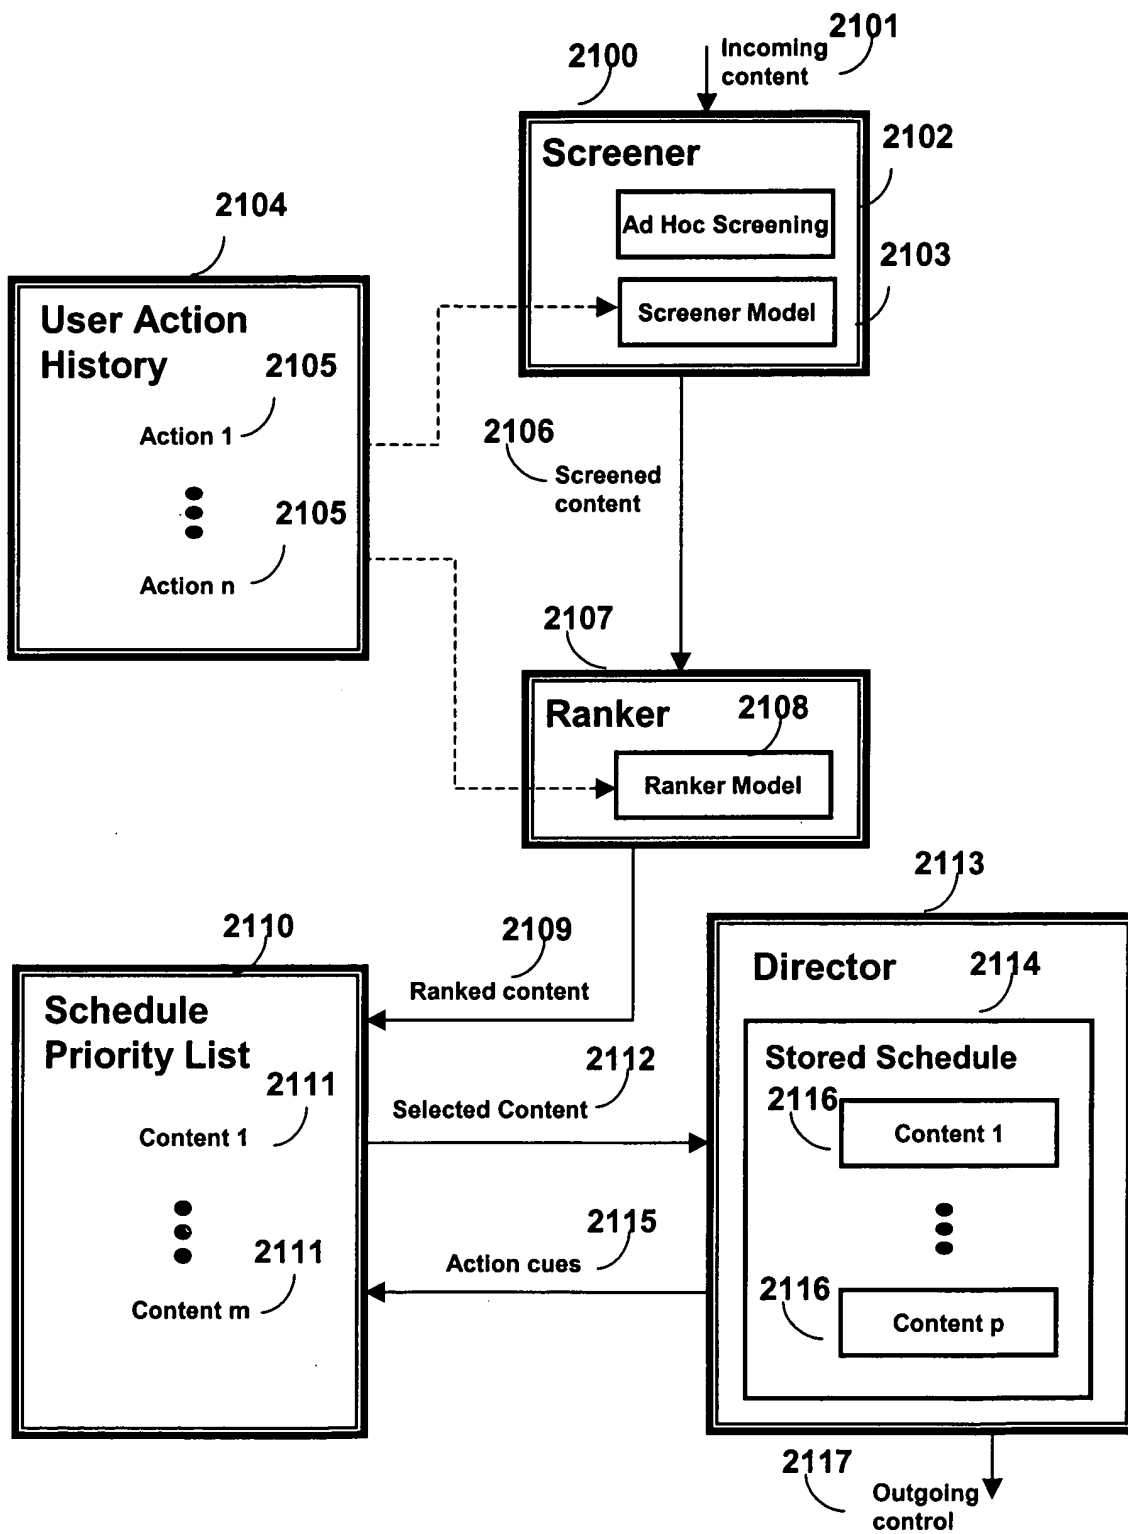 2101
2100
Incoming
content
Screener
2102
Ad Hoc Screening
2104
2103
Screener Model
User Action
History
2105
Action 1
2106
Screened
content
2105
Action n
2107
Ranker
2108
Ranker Model
2113
2110
2109
Director
2114
Ranked content
Schedule
Priority List
Stored Schedule
2112
2111
Selected Content
2116
Content 1
Content 1
2115
2111
Action cues
2116
Content m
Content p
2117
Outgoing
control